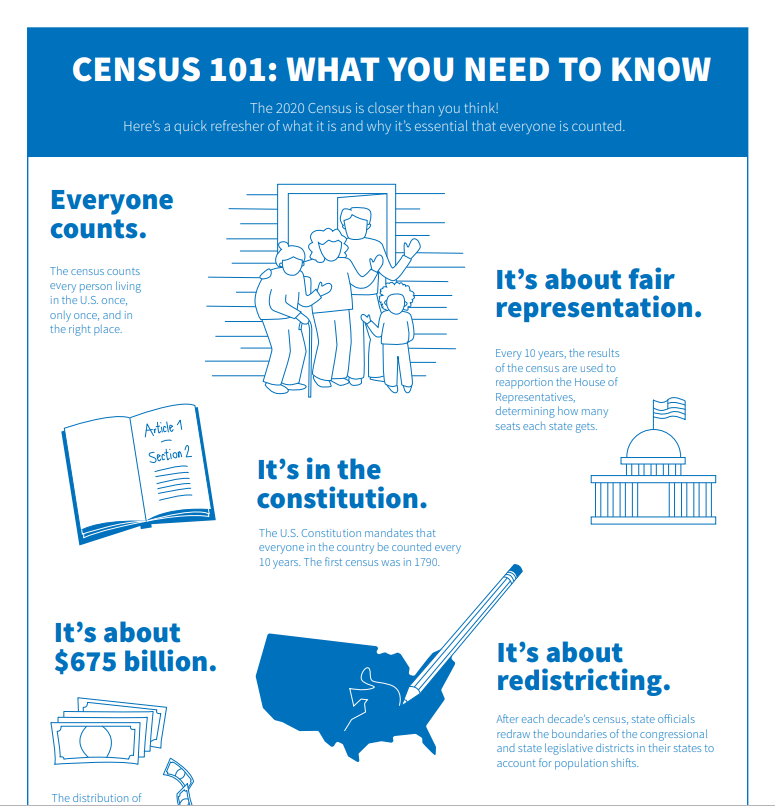 CENSUS 101: WHAT YOU NEED TO KNOW
The 2020 Census is closer than you think!
Here's a quick refresher of what it is and why it's essential that everyone is counted.
Everyone
counts.
The census counts
every person living
in the U.S. once,
only once, and in
the right place.
It's about fair
representation.
Every 10 years, the results
of the census are used to
reapportion the House of
Representatives,
determining how many
seats each state gets.
Article 1
Section 2
It's in the
constitution.
The U.S. Constitution mandates that
everyone in the country be counted every
10 years. The first census was in 1790.
It's about
$675 billion.
The distribution of
It's about
redistricting.
After each decade's census, state officials
redraw the boundaries of the congressional
and state legislative districts in their states to
account for population shifts.